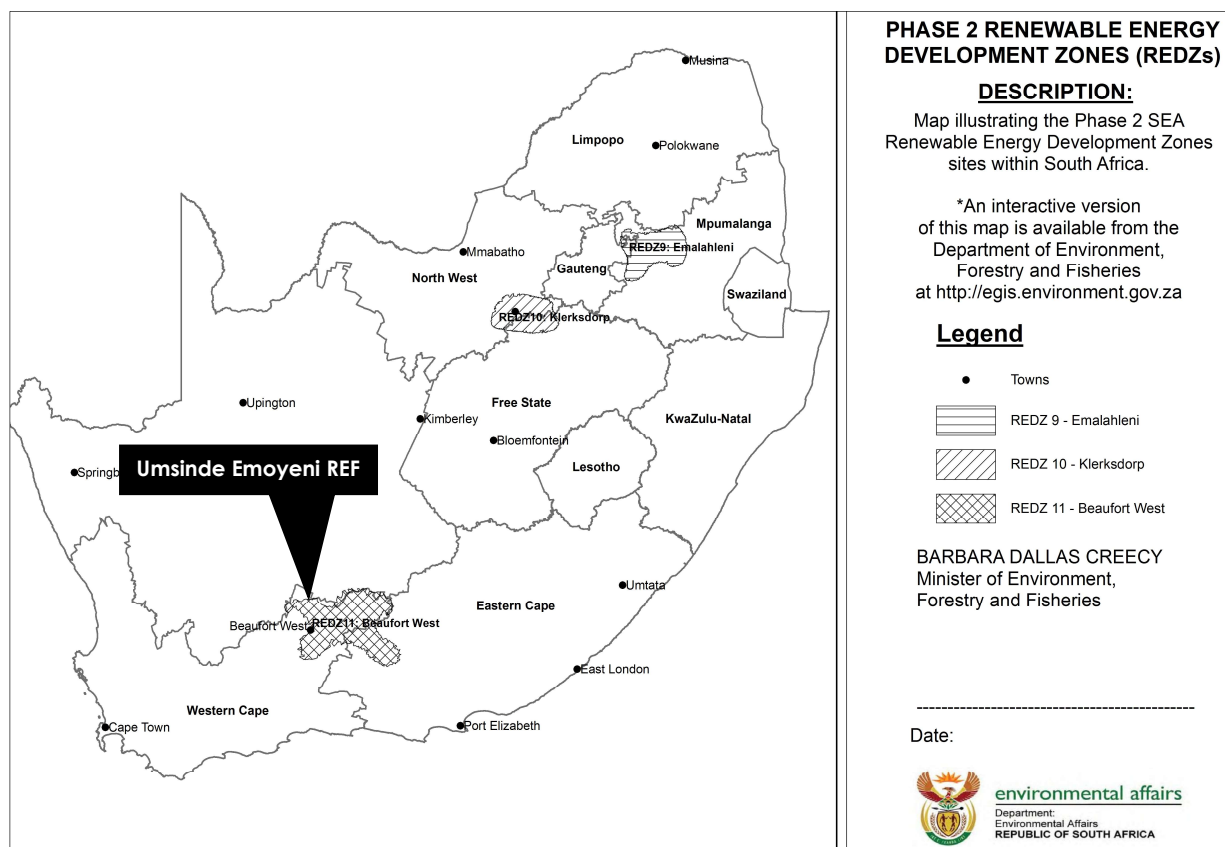 Musina
Limpopo
Polokwane
Mpumalanga
REDZ9: Emalahleni
Mmabatho
North West
Gauteng
Swaziland
REDZ10: Klerksdorp
Upington
Kimberley
Free State
KwaZulu-Natal
Bloemfontein
Lesotho
Springb
Umsinde Emoyeni REF
Umtata
Eastern Cape
Beaufort West
REDZ11: Beaufort West
East London
Western Cape
Cape Town
Port Elizabeth
PHASE 2 RENEWABLE ENERGY
DEVELOPMENT ZONES (REDZs)
DESCRIPTION:
Map illustrating the Phase 2 SEA
Renewable Energy Development Zones
sites within South Africa.
*An interactive version
of this map is available from the
Department of Environment,
Forestry and Fisheries
at http://egis.environment.gov.za
Legend
Towns
REDZ 9 - Emalahleni
REDZ 10 - Klerksdorp
REDZ 11 - Beaufort West
BARBARA DALLAS CREECY
Minister of Environment,
Forestry and Fisheries
Date:
environmental affairs
Department:
Environmental Affairs
REPUBLIC OF SOUTH AFRICA